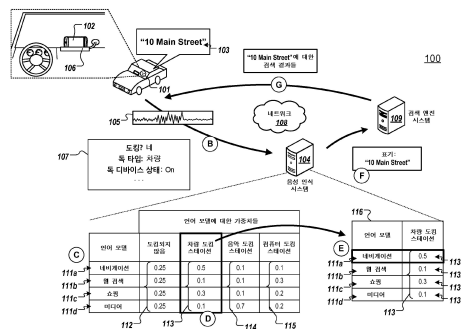 102
106
"10 Main Street"
103
101
"10 Main Street"에 대한
검색 결과들
100
G
105
B
네트워크
108
109
검색 엔진
시스템
107
도킹? 네
독 타입: 차량
독 디바이스 상태: On
...
104
음성 인식
시스템
표기:
"10 Main Street"
F
언어 모델에 대한 가중치들
C
언어 모델
도킹되지
않음
차량 도킹
스테이션
음악 도킹
스테이션
컴퓨터 도킹
스테이션
111a
네비게이션 0.25 0.5 0.1 0.1
111b
웹 검색 0.25 0.1 0.1 0.3
111c
쇼핑 0.25 0.3 0.1 0.2
111d
미디어 0.25 0.1 0.7 0.2
112
113
D
114
115
116
E
언어 모델
차량 도킹
스테이션
111a
네비게이션 0.5
113
111b
웹 검색 0.1
113
111c
쇼핑 0.3
113
111d
미디어 0.1
113
113